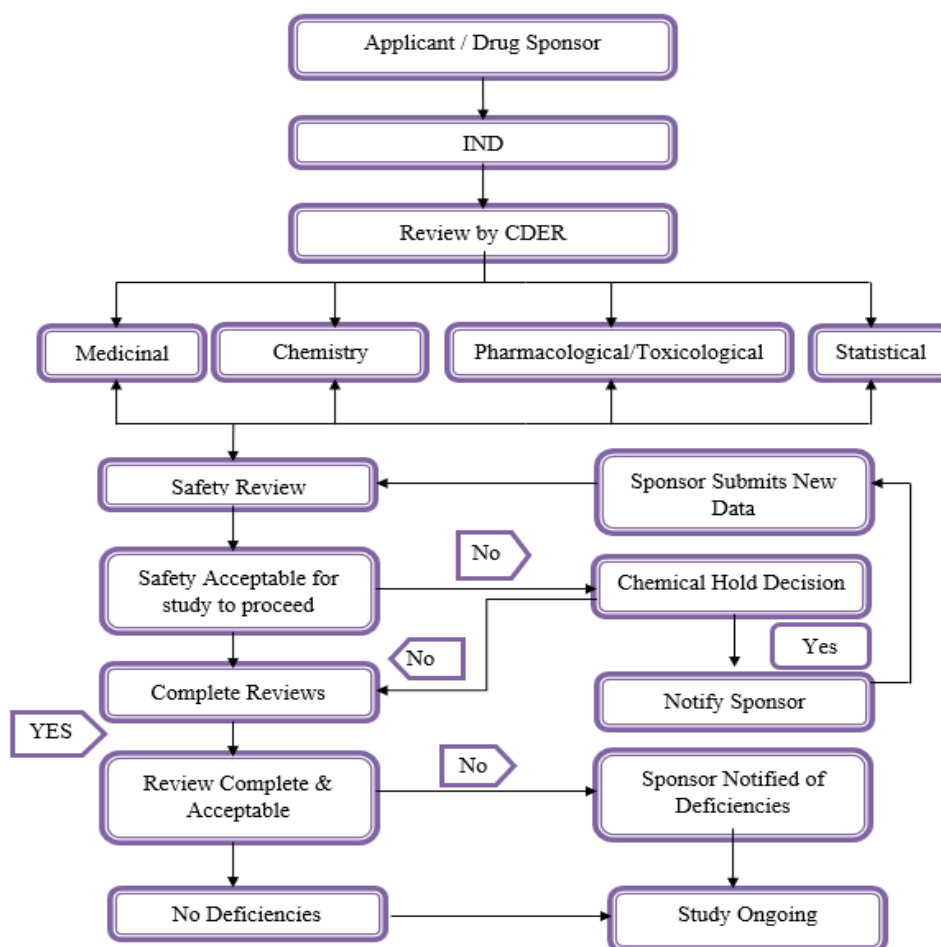 Applicant / Drug Sponsor
IND
Review by CDER
Medicinal
Chemistry
Pharmacological/Toxicological
Statistical
Safety Review
Sponsor Submits New
Data
No
Safety Acceptable for
study to proceed
Chemical Hold Decision
No
Yes
Complete Reviews
Notify Sponsor
YES
No
Review Complete &
Acceptable
Sponsor Notified of
Deficiencies
No Deficiencies
Study Ongoing